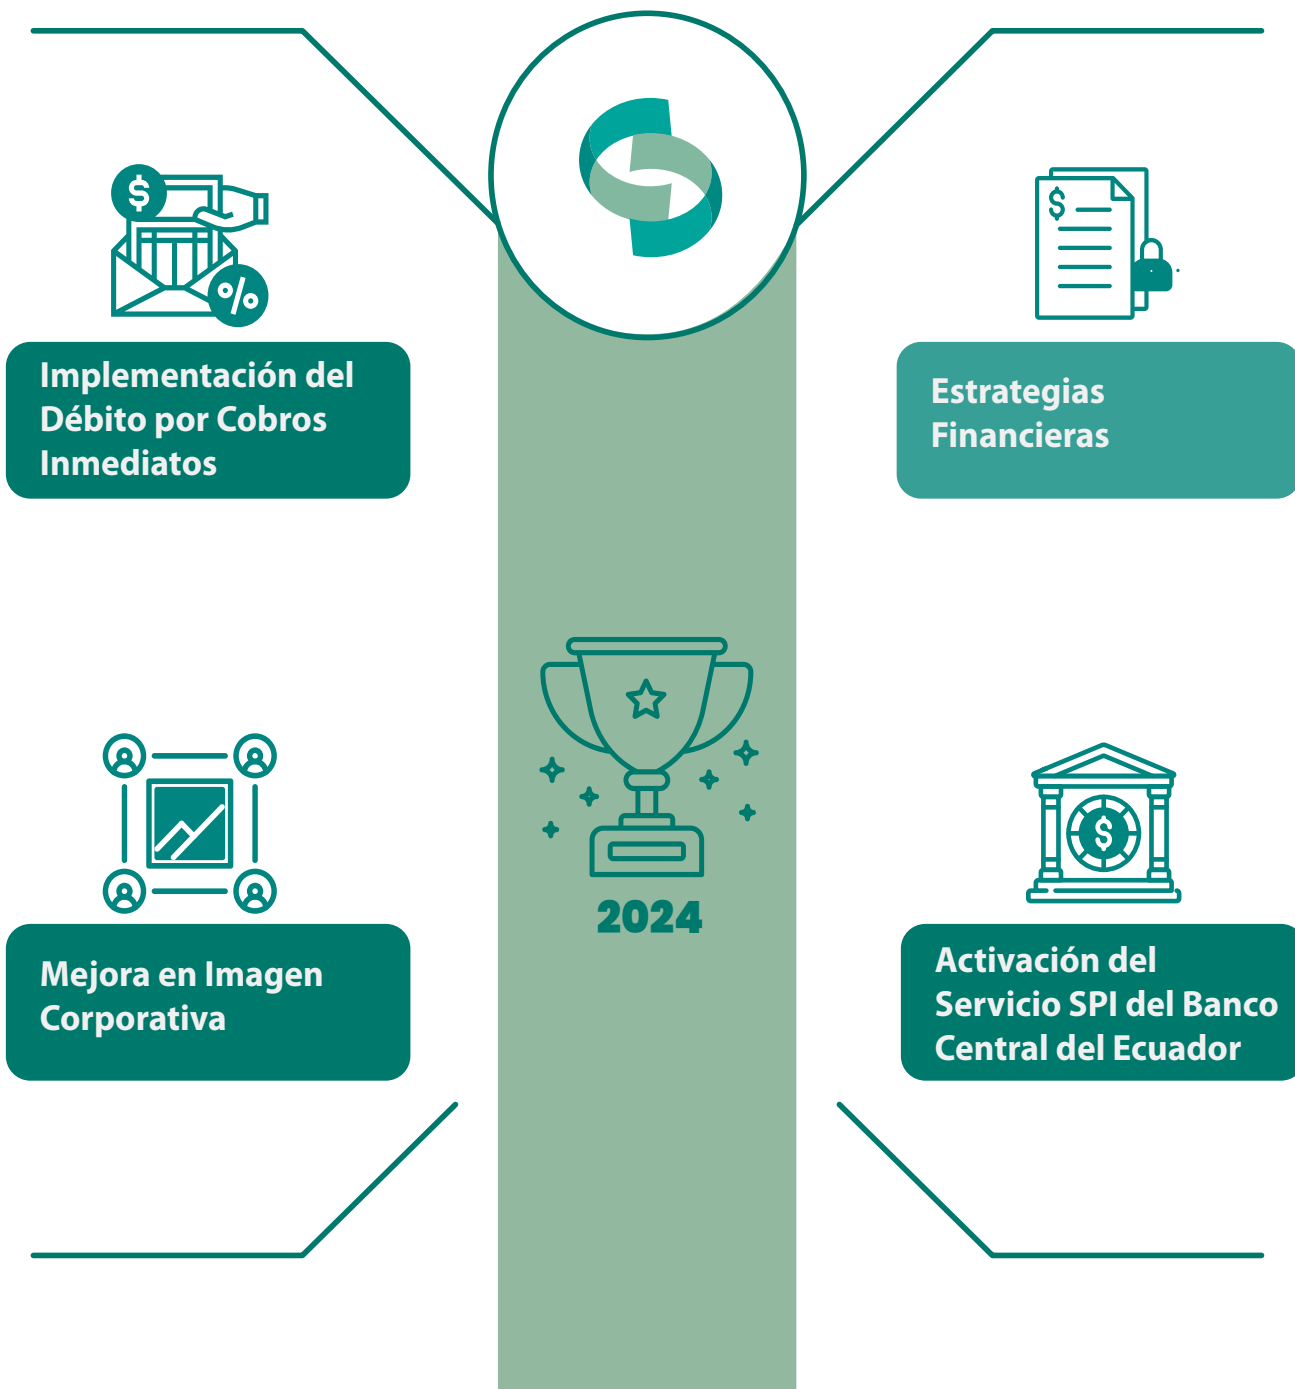 Implementación del
Débito por Cobros
Inmediatos
Estrategias
Financieras
2024
Mejora en Imagen
Corporativa
Activación del
Servicio SPI del Banco
Central del Ecuador